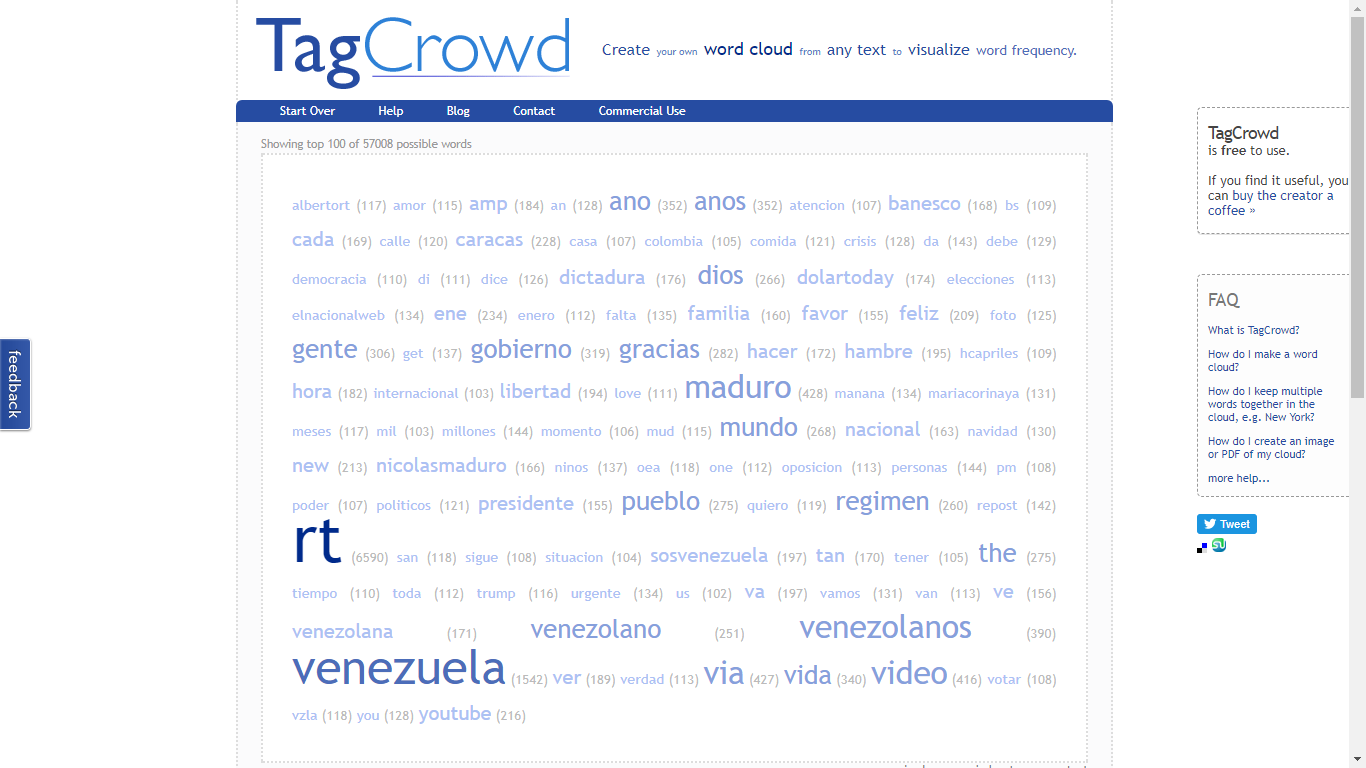 TagCrowd
Create your own word cloud from any text to visualize word frequency.
Start Over Help Blog Contact Commercial Use
Showing top 100 of 57008 possible words
albertort (117) amor (115) amp (184) an (128) ano (352) anos (352) atencion (107) banesco (168) bs (109)
cada (169) calle (120) caracas (228) casa (107) colombia (105) comida (121) crisis (128) da (143) debe (129)
democracia (110) di (111) dice (126) dictadura (176) dios (266) dolartoday (174) elecciones (113)
elnacionalweb (134) ene (234) enero (112) falta (135) familia (160) favor (155) feliz (209) foto (125)
gente (306) get (137) gobierno (319) gracias (282) hacer (172) hambre (195) hcapriles (109)
hora (182) internacional (103) libertad (194) love (111) maduro (428) manana (134) mariacorinaya (131)
meses (117) mil (103) millones (144) momento (106) mud (115) mundo (268) nacional (163) navidad (130)
new (213) nicolasmaduro (166) ninos (137) oea (118) one (112) oposicion (113) personas (144) pm (108)
poder (107) politicos (121) presidente (155) pueblo (275) quiero (119) regimen (260) repost (142)
rt (6590) san (118) sigue (108) situacion (104) sosvenezuela (197) tan (170) tener (105) the (275)
tiempo (110) toda (112) trump (116) urgente (134) us (102) va (197) vamos (131) van (113) ve (156)
venezolana (171) venezolano (251) venezolanos (390)
venezuela (1542) ver (189) verdad (113) via (427) vida (340) video (416) votar (108)
vzla (118) you (128) youtube (216)
feedback
TagCrowd
is free to use.
If you find it useful, you
can buy the creator a
coffee »
FAQ
What is TagCrowd?
How do I make a word
cloud?
How do I keep multiple
words together in the
cloud, e.g. New York?
How do I create an image
or PDF of my cloud?
more help...
Tweet